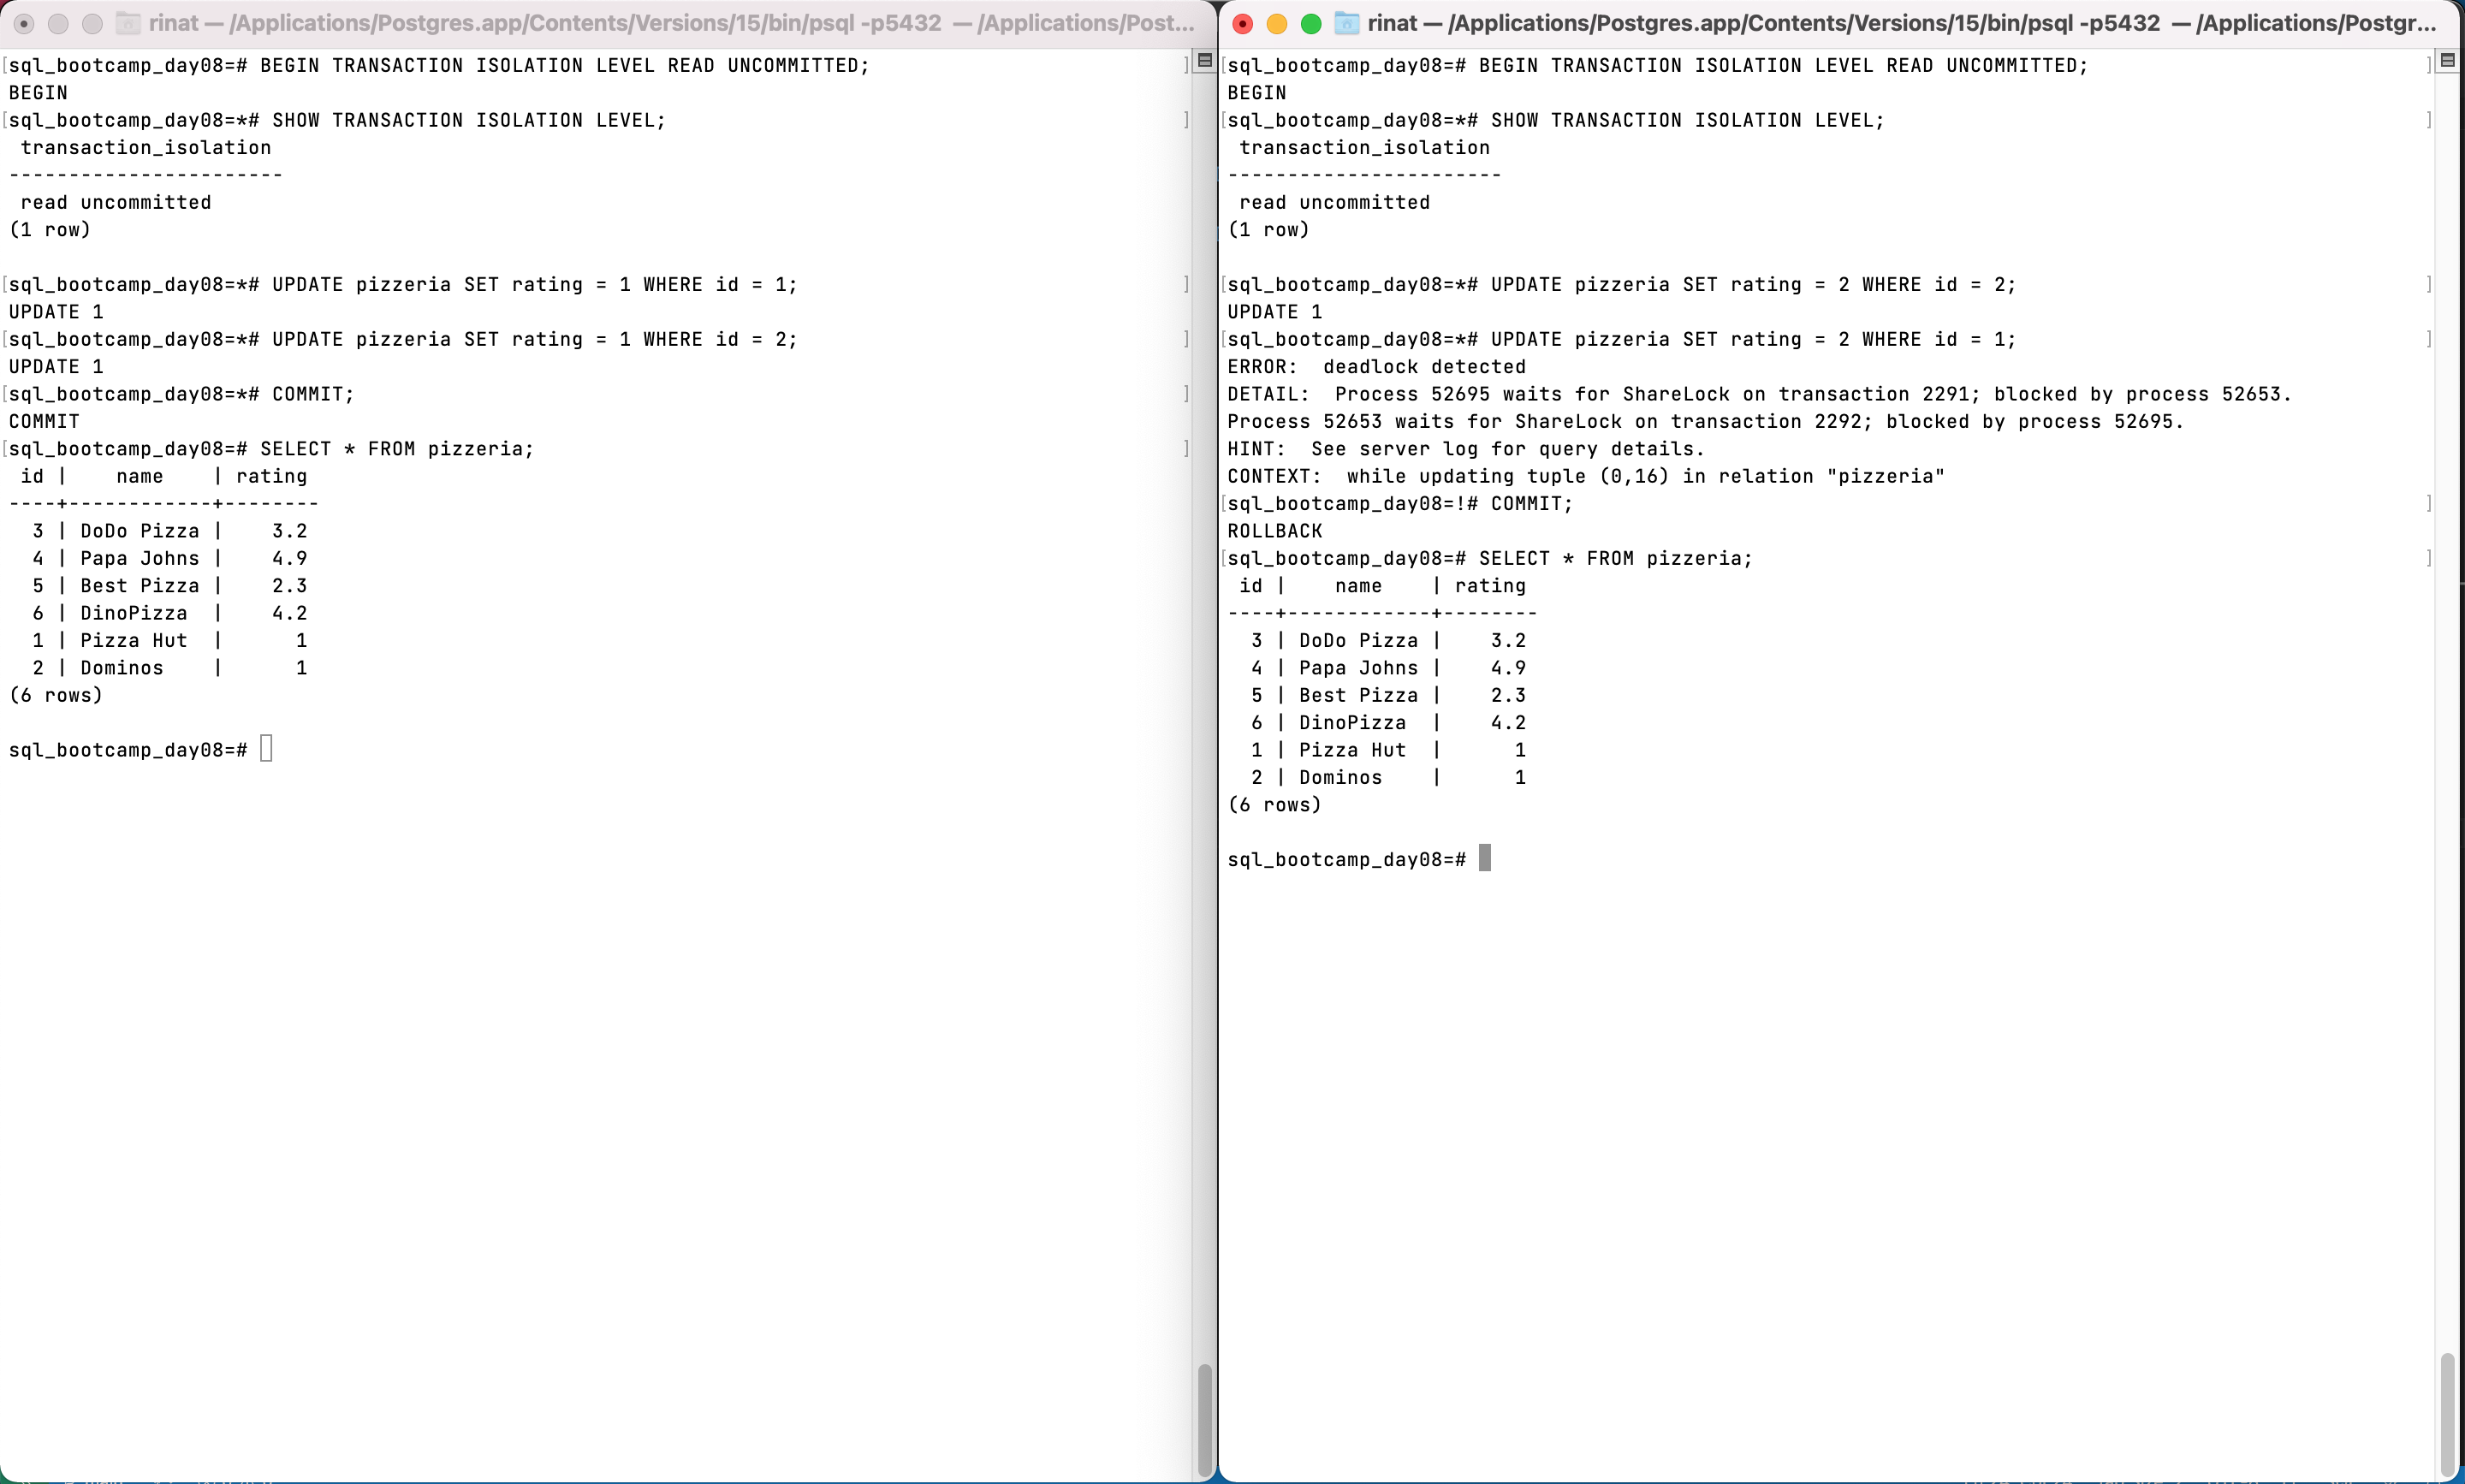 rinat — /Applications/Postgres.app/Contents/Versions/15/bin/psql -p5432 — /Applications/Post...
[sql_bootcamp_day08=# BEGIN TRANSACTION ISOLATION LEVEL READ UNCOMMITTED; ]
BEGIN
[sql_bootcamp_day08=*# SHOW TRANSACTION ISOLATION LEVEL; ]
 transaction_isolation
-----------------------
 read uncommitted
(1 row)
[sql_bootcamp_day08=*# UPDATE pizzeria SET rating = 1 WHERE id = 1; ]
UPDATE 1
[sql_bootcamp_day08=*# UPDATE pizzeria SET rating = 1 WHERE id = 2; ]
UPDATE 1
[sql_bootcamp_day08=*# COMMIT; ]
COMMIT
[sql_bootcamp_day08=# SELECT * FROM pizzeria; ]
 id |    name    | rating
----+------------+--------
  3 | DoDo Pizza |    3.2
  4 | Papa Johns |    4.9
  5 | Best Pizza |    2.3
  6 | DinoPizza  |    4.2
  1 | Pizza Hut  |      1
  2 | Dominos    |      1
(6 rows)
sql_bootcamp_day08=#
rinat — /Applications/Postgres.app/Contents/Versions/15/bin/psql -p5432 — /Applications/Postgr...
[sql_bootcamp_day08=# BEGIN TRANSACTION ISOLATION LEVEL READ UNCOMMITTED; ]
BEGIN
[sql_bootcamp_day08=*# SHOW TRANSACTION ISOLATION LEVEL; ]
 transaction_isolation
-----------------------
 read uncommitted
(1 row)
[sql_bootcamp_day08=*# UPDATE pizzeria SET rating = 2 WHERE id = 2; ]
UPDATE 1
[sql_bootcamp_day08=*# UPDATE pizzeria SET rating = 2 WHERE id = 1; ]
ERROR:  deadlock detected
DETAIL:  Process 52695 waits for ShareLock on transaction 2291; blocked by process 52653.
Process 52653 waits for ShareLock on transaction 2292; blocked by process 52695.
HINT:  See server log for query details.
CONTEXT:  while updating tuple (0,16) in relation "pizzeria"
[sql_bootcamp_day08=!# COMMIT; ]
ROLLBACK
[sql_bootcamp_day08=# SELECT * FROM pizzeria; ]
 id |    name    | rating
----+------------+--------
  3 | DoDo Pizza |    3.2
  4 | Papa Johns |    4.9
  5 | Best Pizza |    2.3
  6 | DinoPizza  |    4.2
  1 | Pizza Hut  |      1
  2 | Dominos    |      1
(6 rows)
sql_bootcamp_day08=#